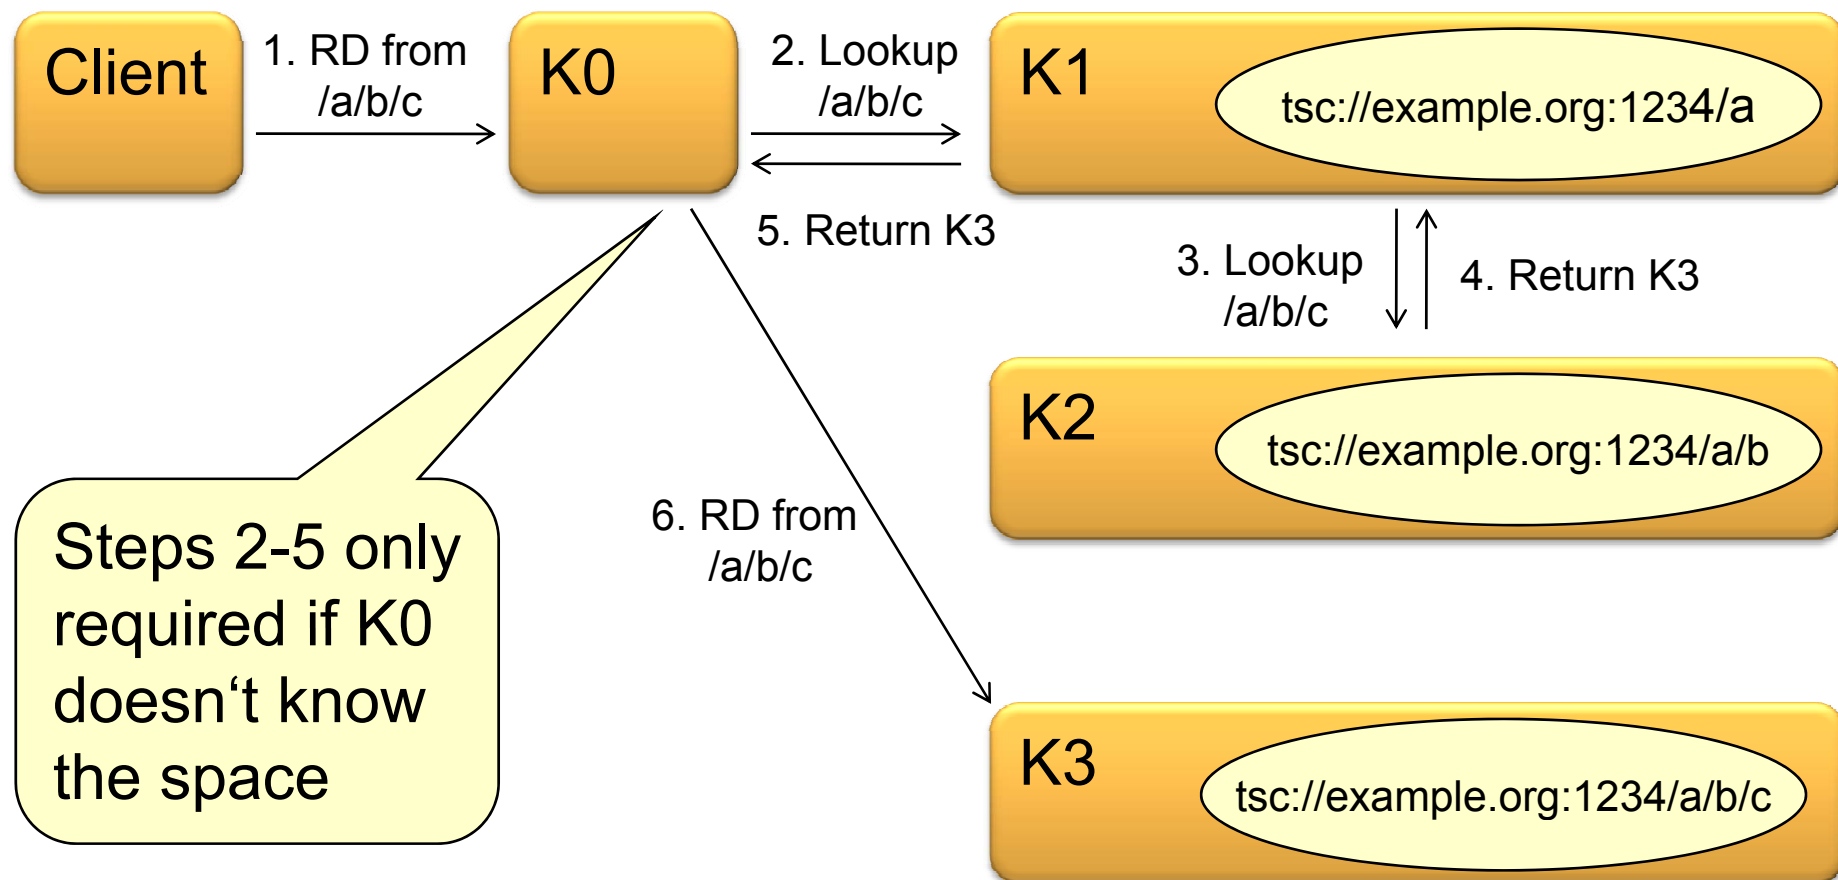 Client
1. RD from
/a/b/c
K0
2. Lookup
/a/b/c
K1
tsc://example.org:1234/a
5. Return K3
3. Lookup
/a/b/c
4. Return K3
K2
tsc://example.org:1234/a/b
Steps 2-5 only
required if K0
doesn‘t know
the space
6. RD from
/a/b/c
K3
tsc://example.org:1234/a/b/c